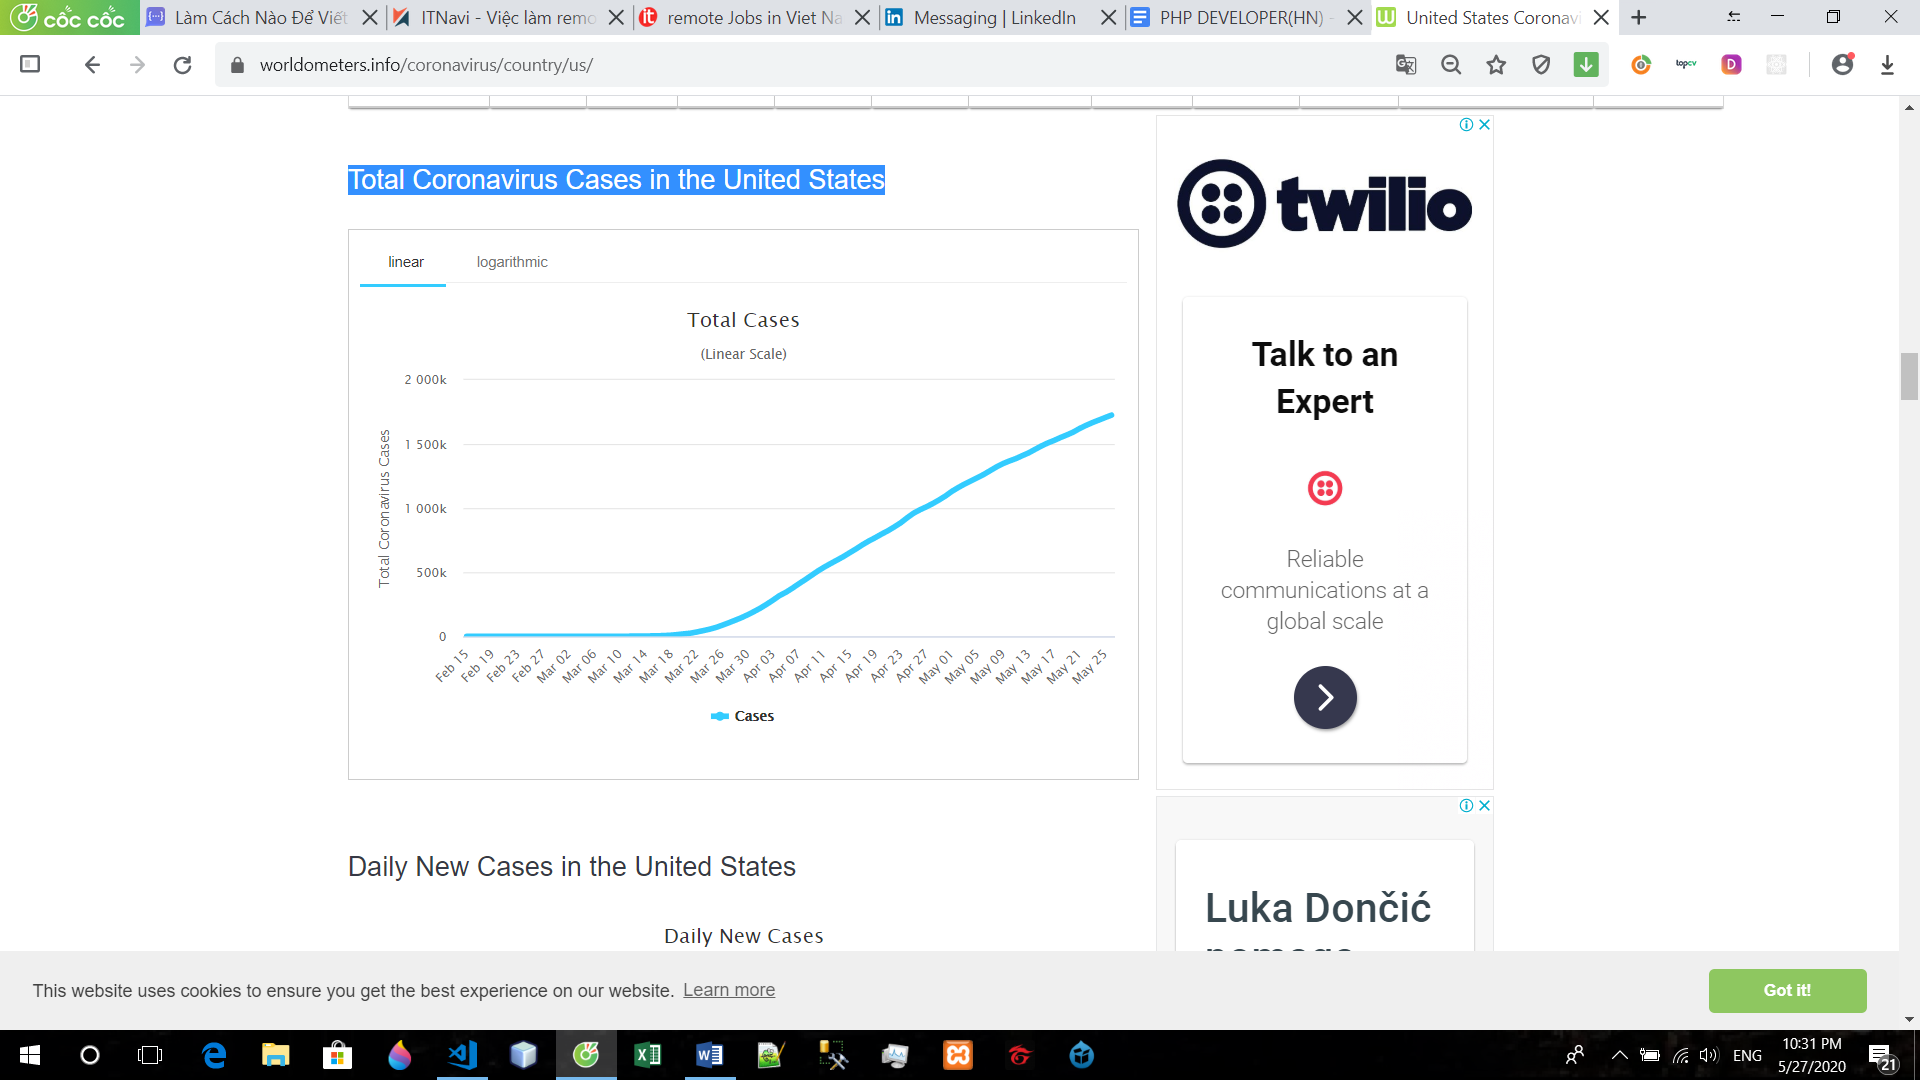 cốc cốc
Làm Cách Nào Để Viết
ITNavi - Việc làm remo
remote Jobs in Viet Na
Messaging | LinkedIn
PHP DEVELOPER(HN) -
United States Coronavi
worldometers.info/coronavirus/country/us/
topcv
D
Total Coronavirus Cases in the United States
linear
logarithmic
Total Cases
(Linear Scale)
Total Coronavirus Cases
2 000k
1 500k
1 000k
500k
0
Feb 15
Feb 19
Feb 23
Feb 27
Mar 02
Mar 06
Mar 10
Mar 14
Mar 18
Mar 22
Mar 26
Mar 30
Apr 03
Apr 07
Apr 11
Apr 15
Apr 19
Apr 23
Apr 27
May 01
May 05
May 09
May 13
May 17
May 21
May 25
Cases
twilio
Talk to an
Expert
Reliable
communications at a
global scale
Daily New Cases in the United States
Daily New Cases
Luka Dončić
This website uses cookies to ensure you get the best experience on our website. Learn more
Got it!
ENG
10:31 PM
5/27/2020
21